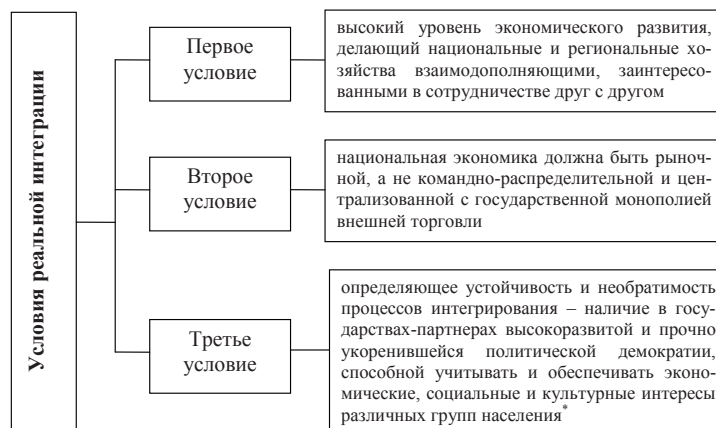 Условия реальной интеграции
Первое
условие
высокий уровень экономического развития,
делающий национальные и региональные хо-
зяйства взаимодополняющими, заинтересо-
ванными в сотрудничестве друг с другом
Второе
условие
национальная экономика должна быть рыноч-
ной, а не командно-распределительной и цен-
трализованной с государственной монополией
внешней торговли
Третье
условие
определяющее устойчивость и необратимость
процессов интегрирования – наличие в госу-
дарствах-партнерах высокоразвитой и прочно
укоренившейся политической демократии,
способной учитывать и обеспечивать эконо-
мические, социальные и культурные интересы
различных групп населения*